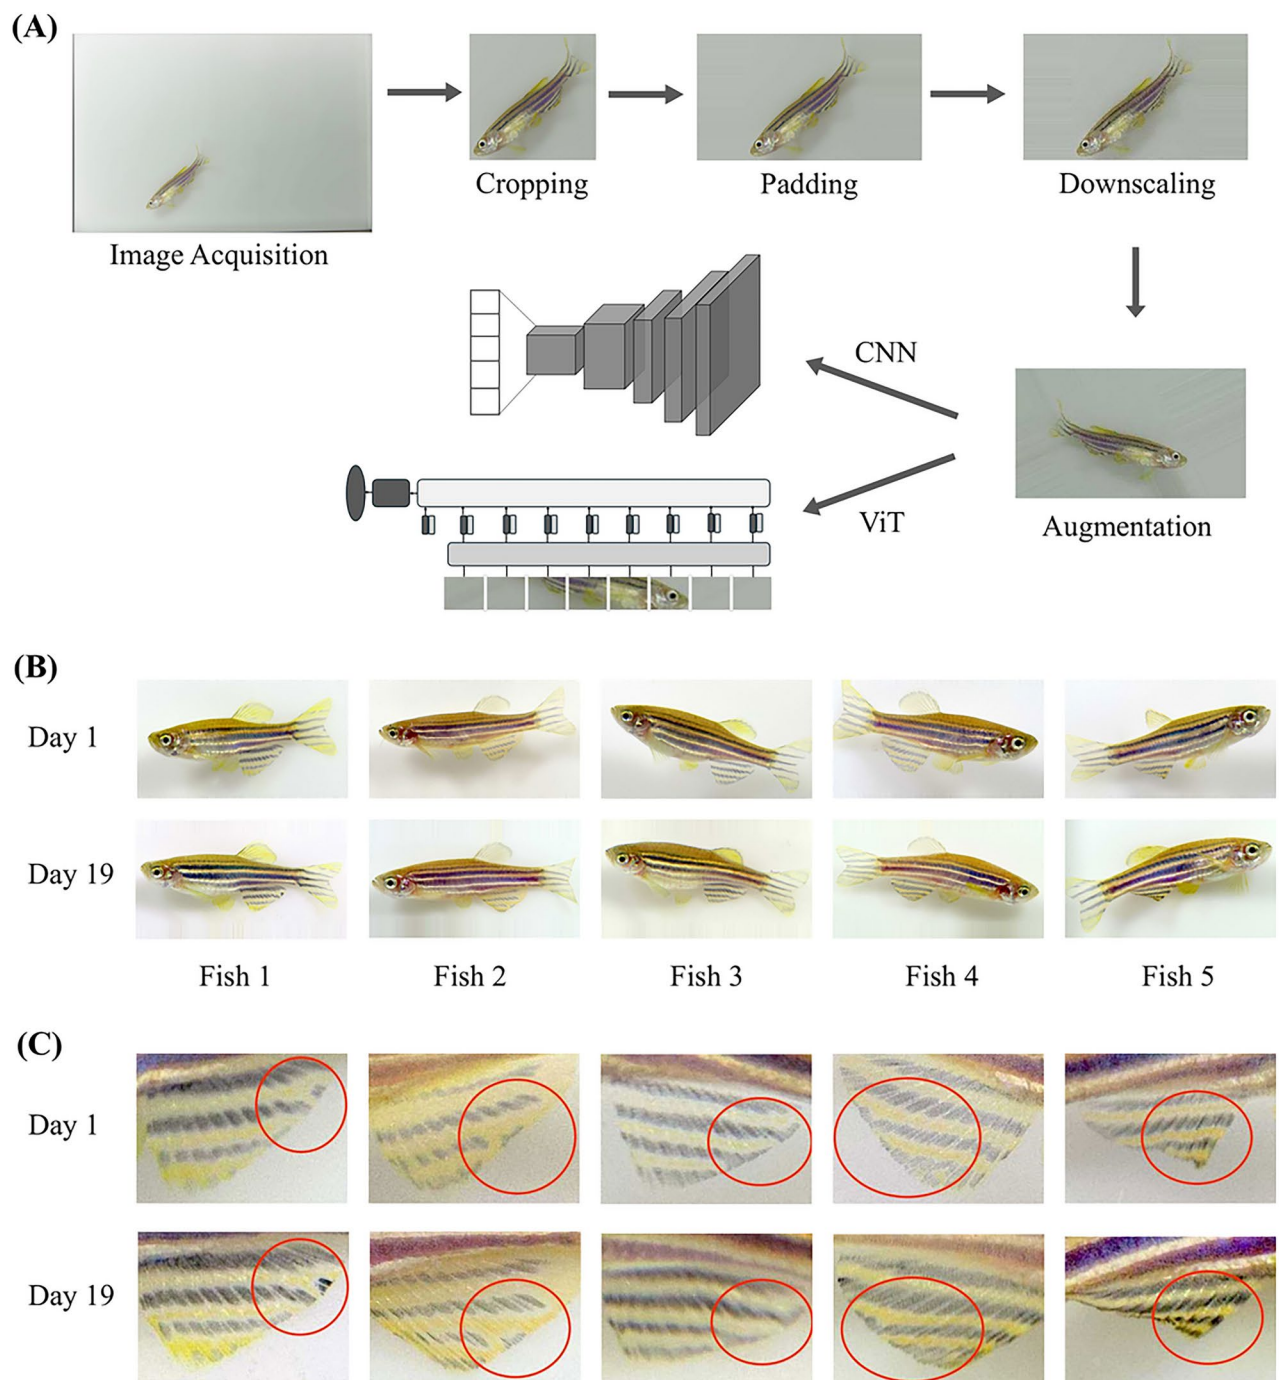 (A)
Image Acquisition
Cropping
Padding
Downscaling
CNN
ViT
Augmentation
(B)
Day 1
Day 19
Fish 1
Fish 2
Fish 3
Fish 4
Fish 5
(C)
Day 1
Day 19